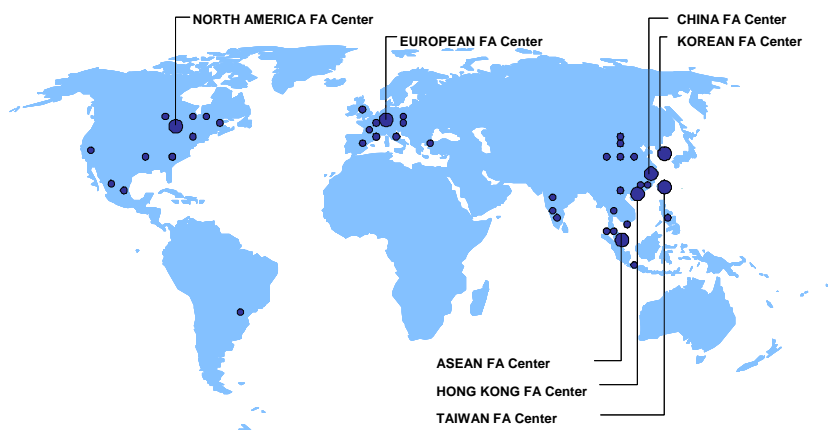 NORTH AMERICA FA Center
CHINA FA Center
EUROPEAN FA Center
KOREAN FA Center
ASEAN FA Center
HONG KONG FA Center
TAIWAN FA Center